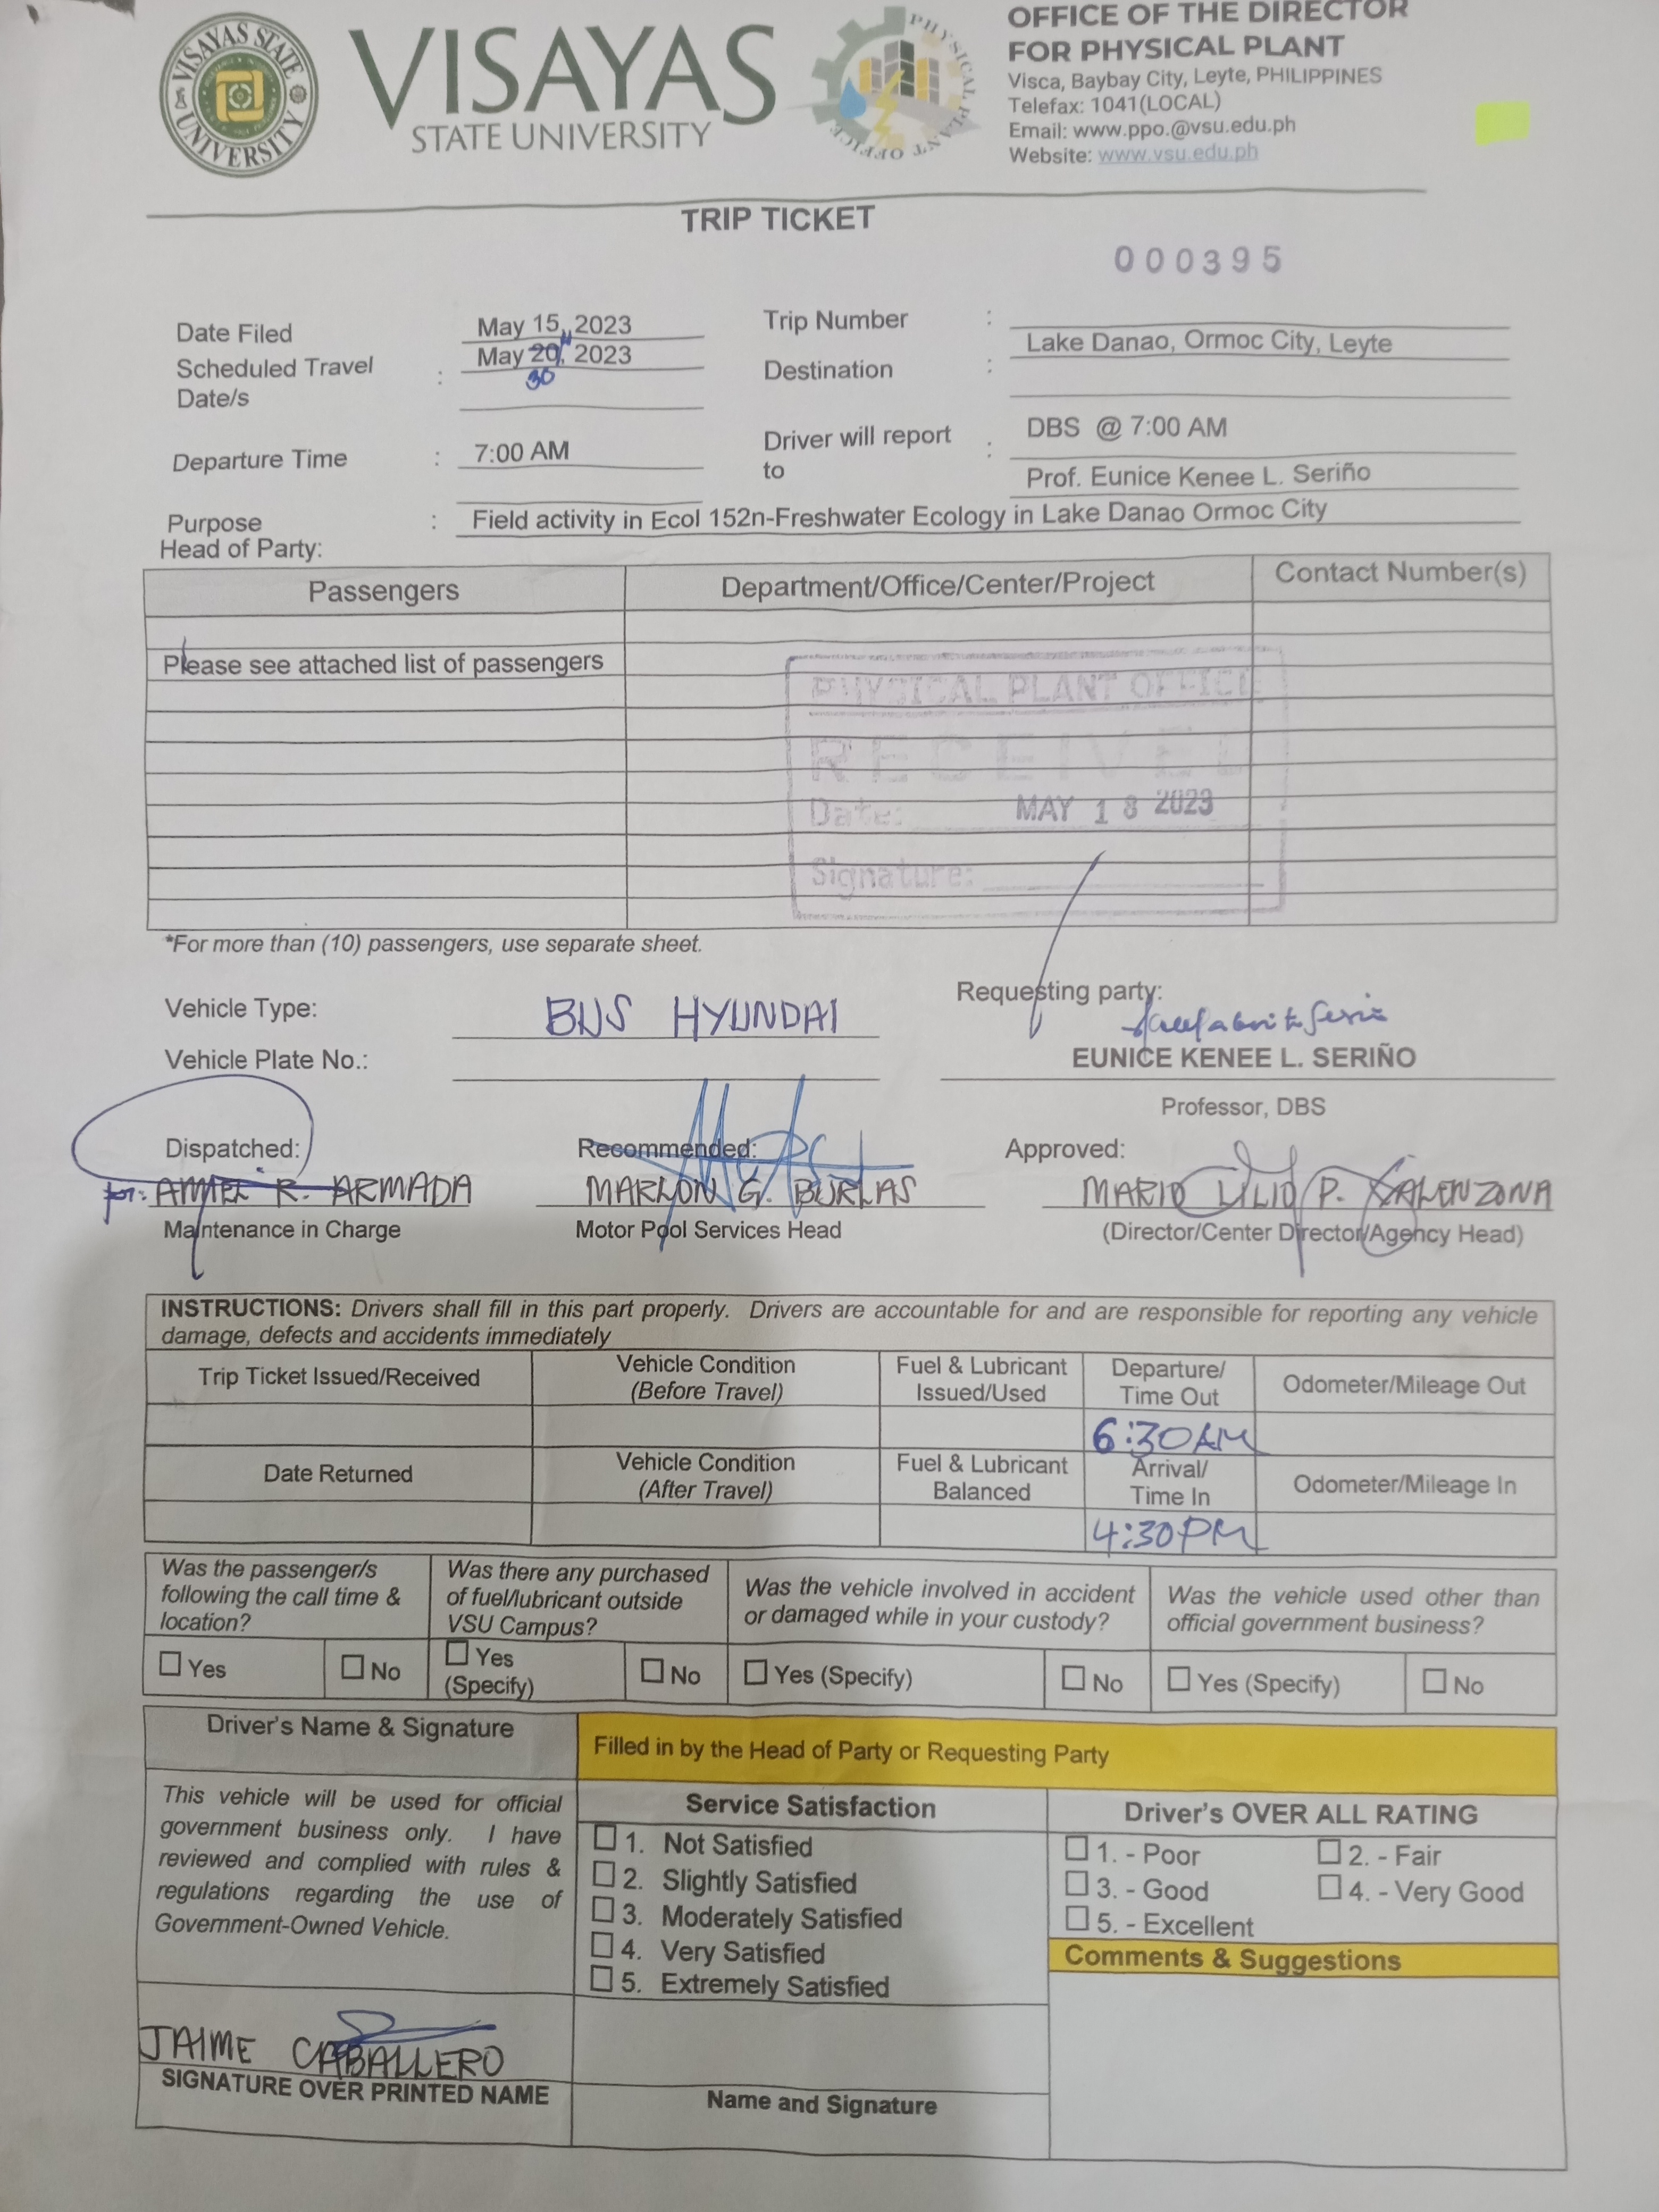 VISAYAS STATE UNIVERSITY
VISAYAS
STATE UNIVERSITY
PHYSICAL PLANT OFFICE
OFFICE OF THE DIRECTOR
FOR PHYSICAL PLANT
Visca, Baybay City, Leyte, PHILIPPINES
Telefax: 1041(LOCAL)
Email: www.ppo.@vsu.edu.ph
Website: www.vsu.edu.ph
TRIP TICKET
000395
Date Filed May 15, 2023 Trip Number :
Scheduled Travel Date/s : May 20, 2023 Destination : Lake Danao, Ormoc City, Leyte
30
Departure Time : 7:00 AM Driver will report to : DBS @ 7:00 AM
Prof. Eunice Kenee L. Seriño
Purpose : Field activity in Ecol 152n-Freshwater Ecology in Lake Danao Ormoc City
Head of Party:
Passengers Department/Office/Center/Project Contact Number(s)
Please see attached list of passengers
PHYSICAL PLANT OFFICE
RECEIVED
Date: MAY 18 2023
Signature:
*For more than (10) passengers, use separate sheet.
Vehicle Type: BUS HYUNDAI Requesting party:
Vehicle Plate No.: EUNICE KENEE L. SERIÑO
Professor, DBS
Dispatched: Recommended: Approved:
for: AMIEL R. ARMADA MARLON G. BURLAS MARIO LILIO P. VALENZONA
Maintenance in Charge Motor Pool Services Head (Director/Center Director/Agency Head)
INSTRUCTIONS: Drivers shall fill in this part properly. Drivers are accountable for and are responsible for reporting any vehicle
damage, defects and accidents immediately
Trip Ticket Issued/Received Vehicle Condition (Before Travel) Fuel & Lubricant Issued/Used Departure/ Time Out Odometer/Mileage Out
6:30AM
Date Returned Vehicle Condition (After Travel) Fuel & Lubricant Balanced Arrival/ Time In Odometer/Mileage In
4:30PM
Was the passenger/s following the call time & location? Was there any purchased of fuel/lubricant outside VSU Campus? Was the vehicle involved in accident or damaged while in your custody? Was the vehicle used other than official government business?
Yes No Yes (Specify) No Yes (Specify) No Yes (Specify) No
Driver's Name & Signature Filled in by the Head of Party or Requesting Party
This vehicle will be used for official
government business only. I have
reviewed and complied with rules &
regulations regarding the use of
Government-Owned Vehicle.
Service Satisfaction
1. Not Satisfied
2. Slightly Satisfied
3. Moderately Satisfied
4. Very Satisfied
5. Extremely Satisfied
Driver's OVER ALL RATING
1. - Poor 2. - Fair
3. - Good 4. - Very Good
5. - Excellent
Comments & Suggestions
JAIME CABALLERO
SIGNATURE OVER PRINTED NAME
Name and Signature